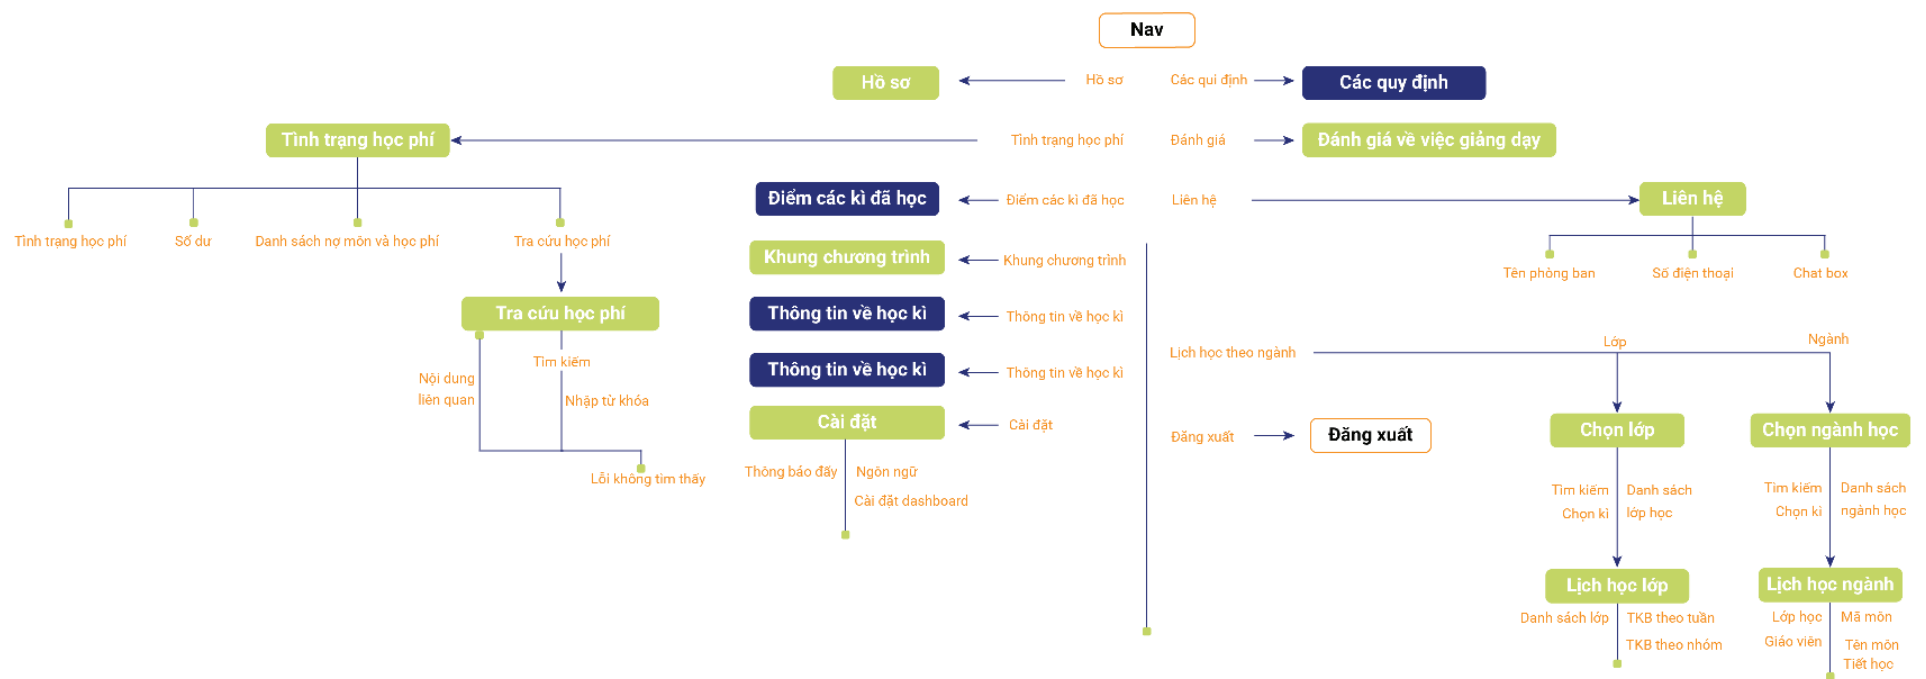 Nav
Hồ sơ
Hồ sơ
Các qui định
Các quy định
Tình trạng học phí
Tình trạng học phí
Đánh giá
Đánh giá về việc giảng dạy
Điểm các kì đã học
Điểm các kì đã học
Liên hệ
Liên hệ
Tình trạng học phí
Số dư
Danh sách nợ môn và học phí
Tra cứu học phí
Khung chương trình
Khung chương trình
Tên phòng ban
Số điện thoại
Chat box
Tra cứu học phí
Thông tin về học kì
Thông tin về học kì
Tìm kiếm
Nội dung
liên quan
Nhập từ khóa
Lỗi không tìm thấy
Thông tin về học kì
Thông tin về học kì
Lịch học theo ngành
Lớp
Ngành
Cài đặt
Cài đặt
Thông báo đẩy
Ngôn ngữ
Cài đặt dashboard
Đăng xuất
Đăng xuất
Chọn lớp
Chọn ngành học
Tìm kiếm
Chọn kì
Danh sách
lớp học
Tìm kiếm
Chọn kì
Danh sách
ngành học
Lịch học lớp
Lịch học ngành
Danh sách lớp
TKB theo tuần
TKB theo nhóm
Lớp học
Giáo viên
Mã môn
Tên môn
Tiết học